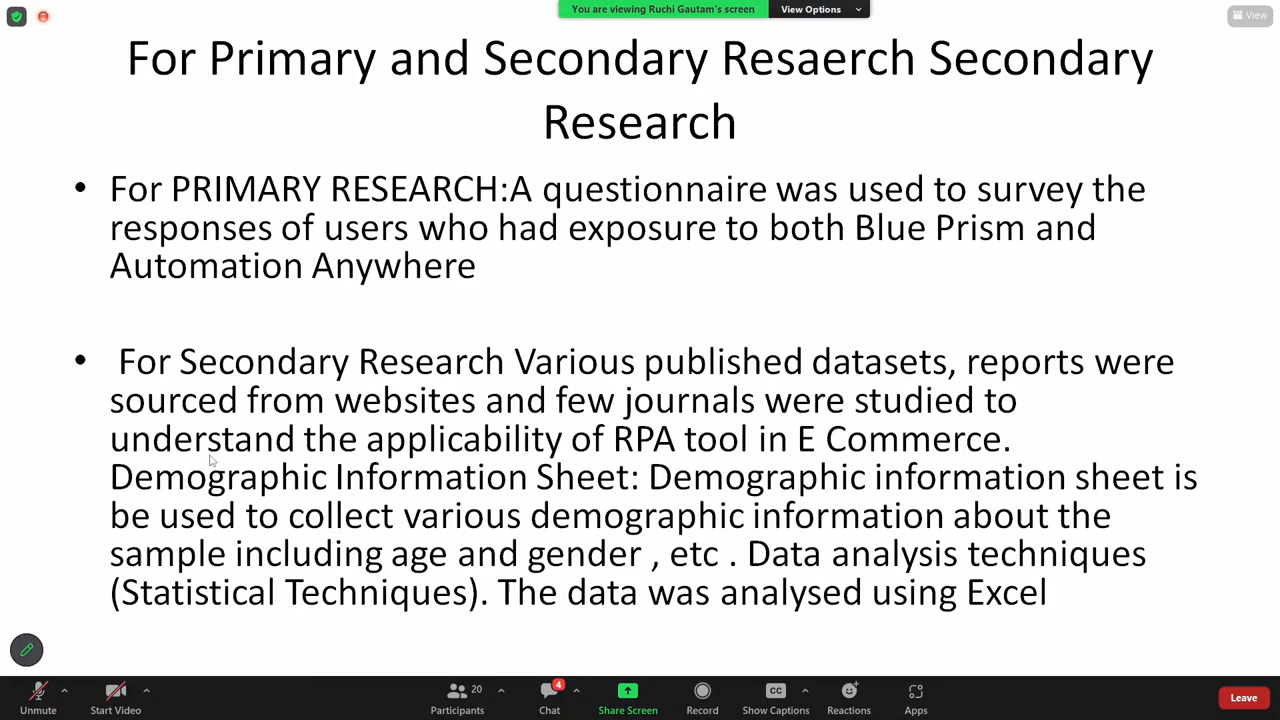 You are viewing Ruchi Gautam's screen View Options
View
For Primary and Secondary Resaerch Secondary
Research
• For PRIMARY RESEARCH:A questionnaire was used to survey the
responses of users who had exposure to both Blue Prism and
Automation Anywhere
• For Secondary Research Various published datasets, reports were
sourced from websites and few journals were studied to
understand the applicability of RPA tool in E Commerce.
Demographic Information Sheet: Demographic information sheet is
be used to collect various demographic information about the
sample including age and gender , etc . Data analysis techniques
(Statistical Techniques). The data was analysed using Excel
20
4
CC
Unmute Start Video Participants Chat Share Screen Record Show Captions Reactions Apps Leave